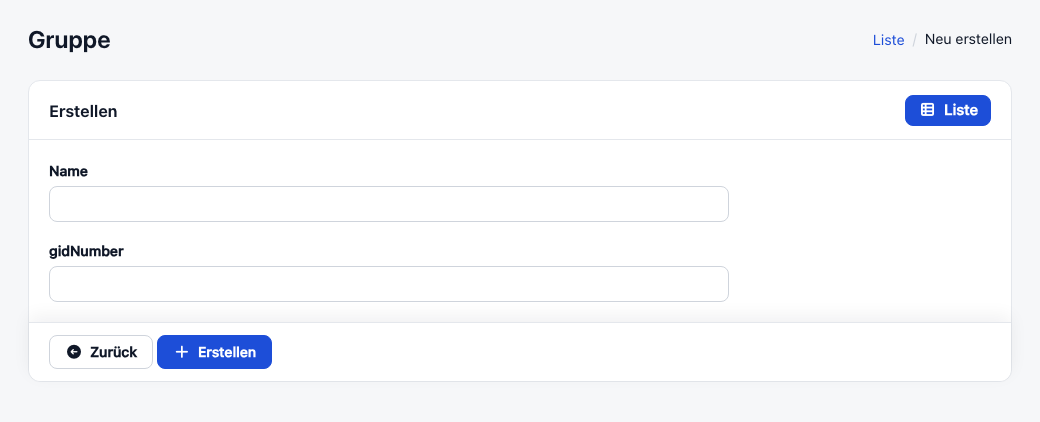 Gruppe
Liste / Neu erstellen
Erstellen
Liste
Name
gidNumber
Zurück
Erstellen